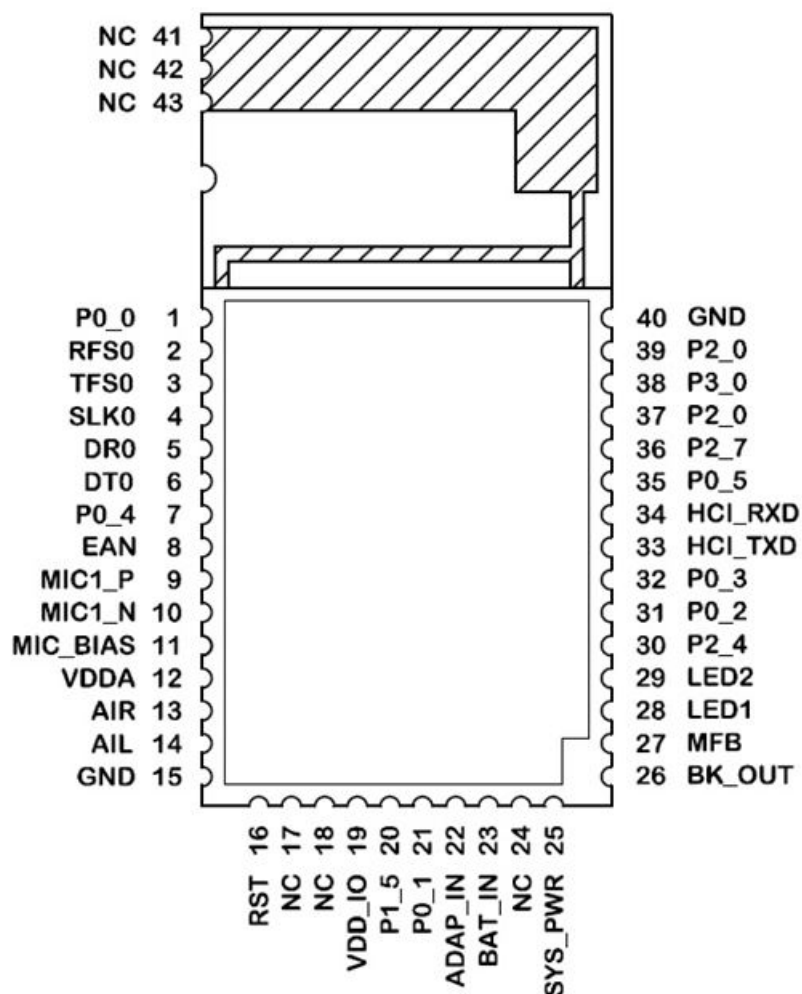 NC 41
NC 42
NC 43
P0_0 1
RFS0 2
TFS0 3
SLK0 4
DR0 5
DT0 6
P0_4 7
EAN 8
MIC1_P 9
MIC1_N 10
MIC_BIAS 11
VDDA 12
AIR 13
AIL 14
GND 15
RST 16
NC 17
NC 18
VDD_IO 19
P1_5 20
P0_1 21
ADAP_IN 22
BAT_IN 23
NC 24
SYS_PWR 25
40 GND
39 P2_0
38 P3_0
37 P2_0
36 P2_7
35 P0_5
34 HCI_RXD
33 HCI_TXD
32 P0_3
31 P0_2
30 P2_4
29 LED2
28 LED1
27 MFB
26 BK_OUT